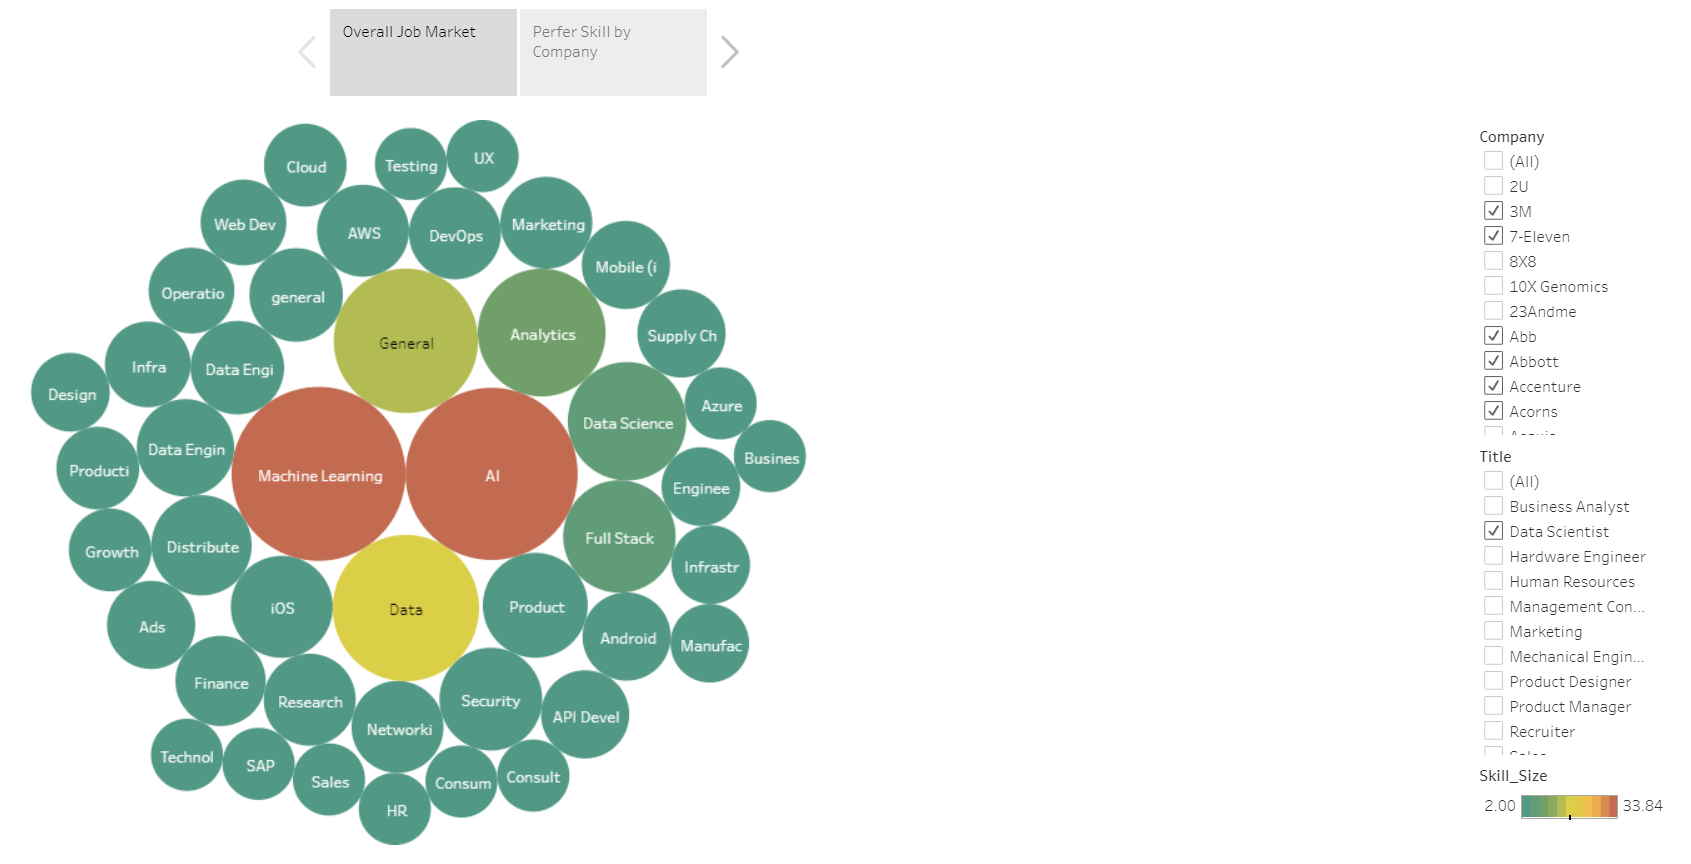 Overall Job Market
Perfer Skill by
Company
Cloud
Testing
UX
Web Dev
AWS
DevOps
Marketing
Mobile (i
Operatio
general
General
Analytics
Supply Ch
Infra
Data Engi
Design
Data Science
Azure
Producti
Data Engin
Machine Learning
AI
Enginee
Busines
Growth
Distribute
Full Stack
Infrastr
Ads
iOS
Data
Product
Android
Manufac
Finance
Research
Networki
Security
API Devel
Technol
SAP
Sales
HR
Consum
Consult
Company
(All)
2U
3M
7-Eleven
8X8
10X Genomics
23Andme
Abb
Abbott
Accenture
Acorns
Title
(All)
Business Analyst
Data Scientist
Hardware Engineer
Human Resources
Management Con...
Marketing
Mechanical Engin...
Product Designer
Product Manager
Recruiter
Skill_Size
2.00
33.84